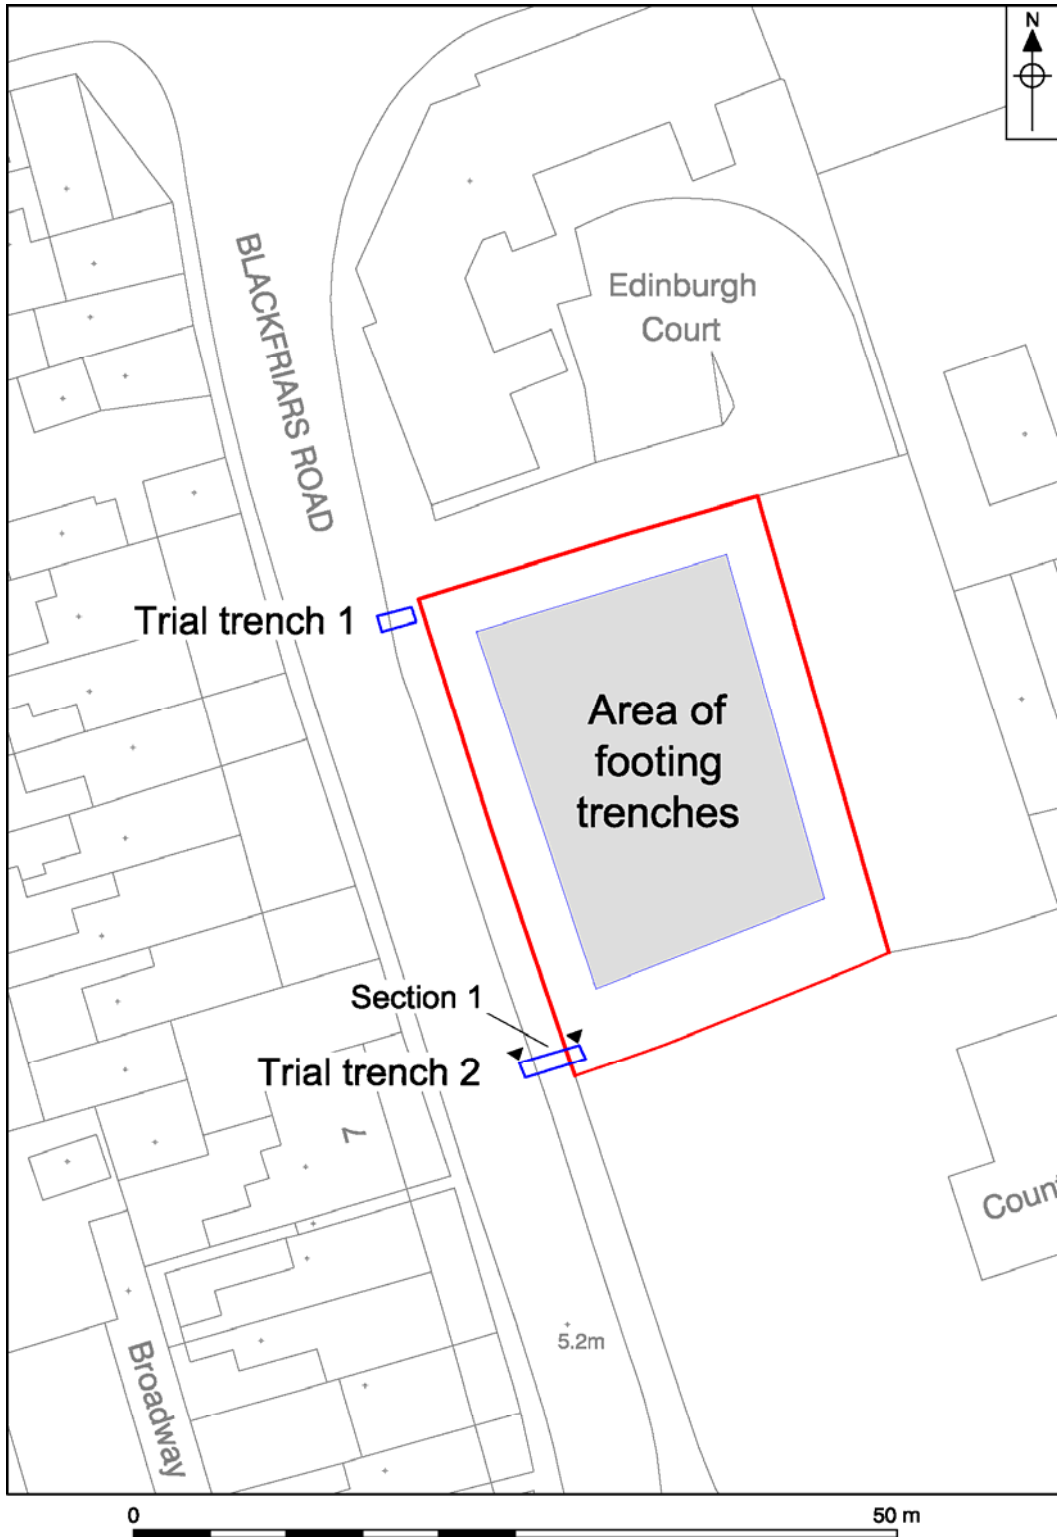 N
BLACKFRIARS ROAD
Edinburgh
Court
Trial trench 1
Area of
footing
trenches
Section 1
Trial trench 2
7
Count
5.2m
Broadway
0
50 m